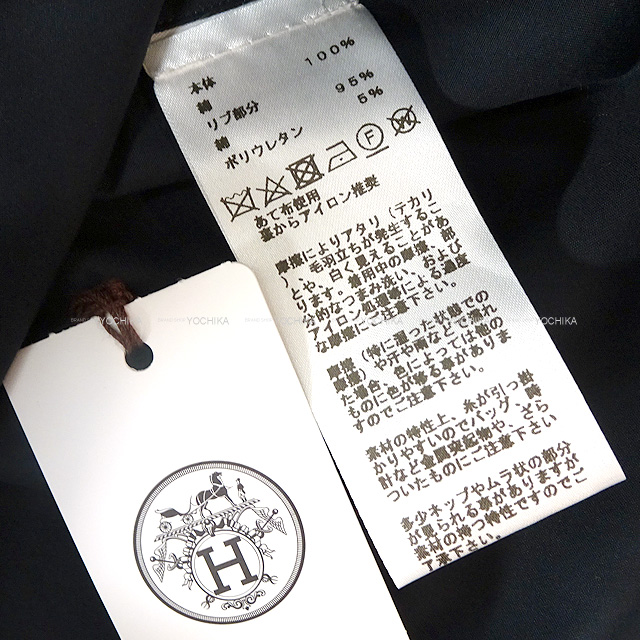 本体
綿 100%
リブ部分
綿 95%
ポリウレタン 5%
F
W
あて布使用
裏からアイロン推奨
摩擦によりアタリ(テカリ
)、毛羽立ちが発生するこ
とや、白く見えることがあ
ります。着用中の摩擦、部
分的なつまみ洗い、および
アイロン処理等による過度
な摩擦にご注意下さい。
摩擦(特に湿った状態での
摩擦)や汗や雨などで濡れ
た場合、色によっては他の
ものに色が移る事がありま
すのでご注意下さい。
素材の特性上、糸が引っ掛
かりやすいのでバッグ、時
計など金属突起物や、ざら
ついたものにご注意下さい
多少ネップやムラ状の部分
が見られる事がありますが
素材の持つ特性ですのでご
了承下さい。
YOCHIKA
YOCHIKA
YOCHIKA
H